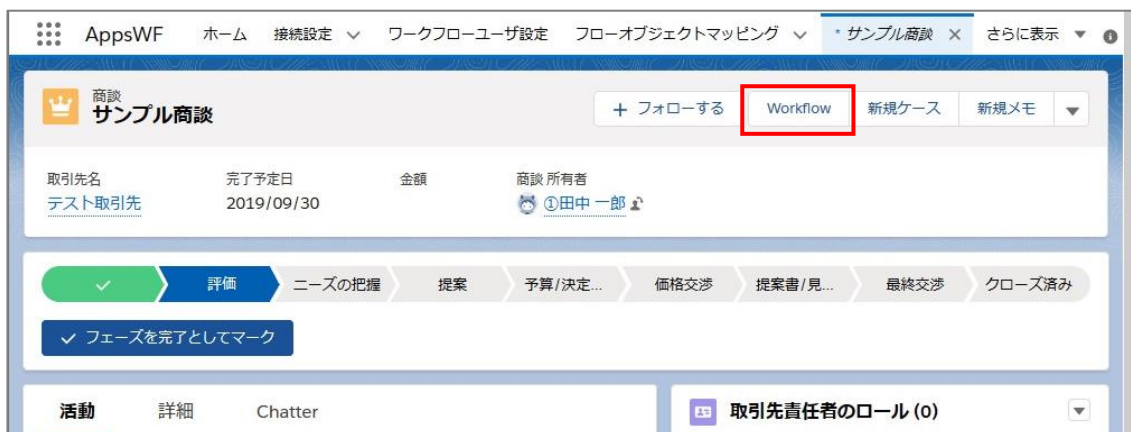 AppsWF ホーム 接続設定 ワークフローユーザ設定 フローオブジェクトマッピング * サンプル商談 さらに表示
商談
サンプル商談
+ フォローする Workflow 新規ケース 新規メモ
取引先名 完了予定日 金額 商談 所有者
テスト取引先 2019/09/30 ①田中 一郎
評価 ニーズの把握 提案 予算/決定... 価格交渉 提案書/見... 最終交渉 クローズ済み
フェーズを完了としてマーク
活動 詳細 Chatter 取引先責任者のロール (0)